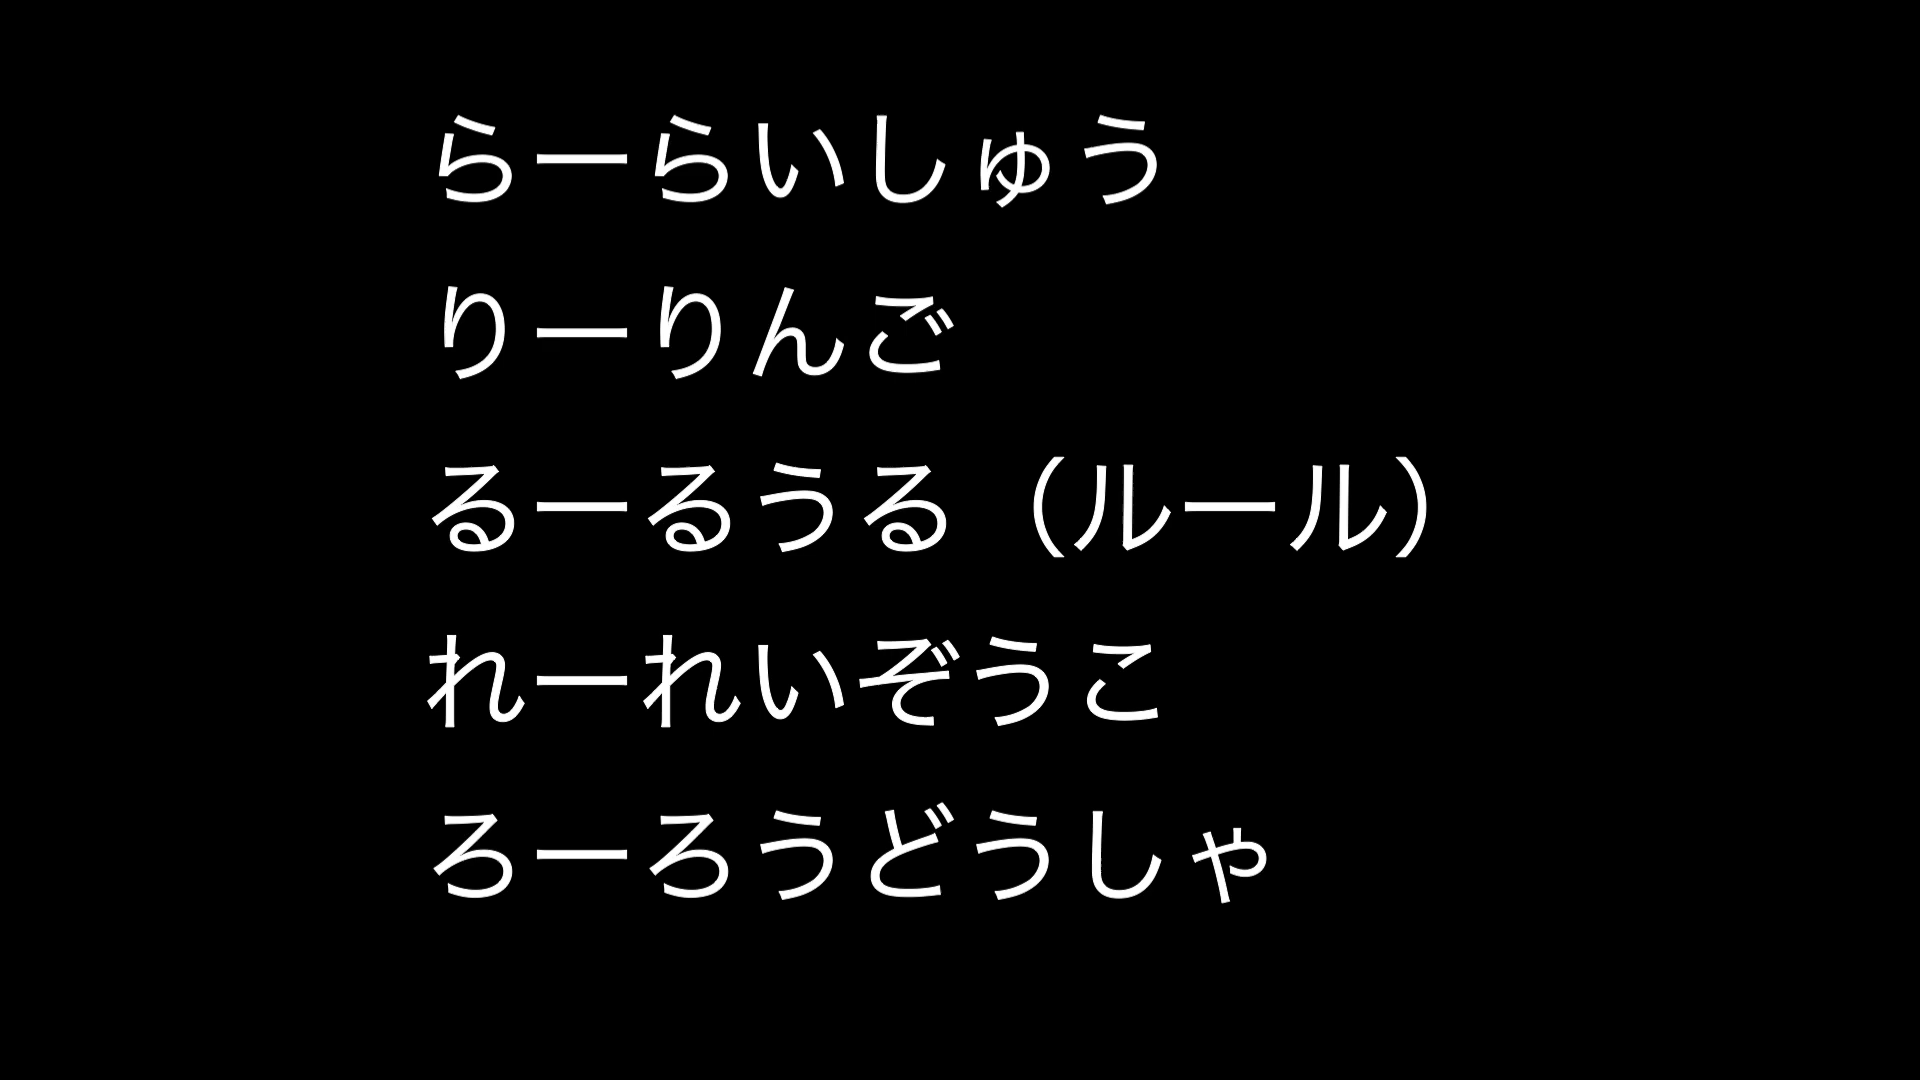 らーらいしゅう
りーりんご
るーるうる（ルール）
れーれいぞうこ
ろーろうどうしゃ